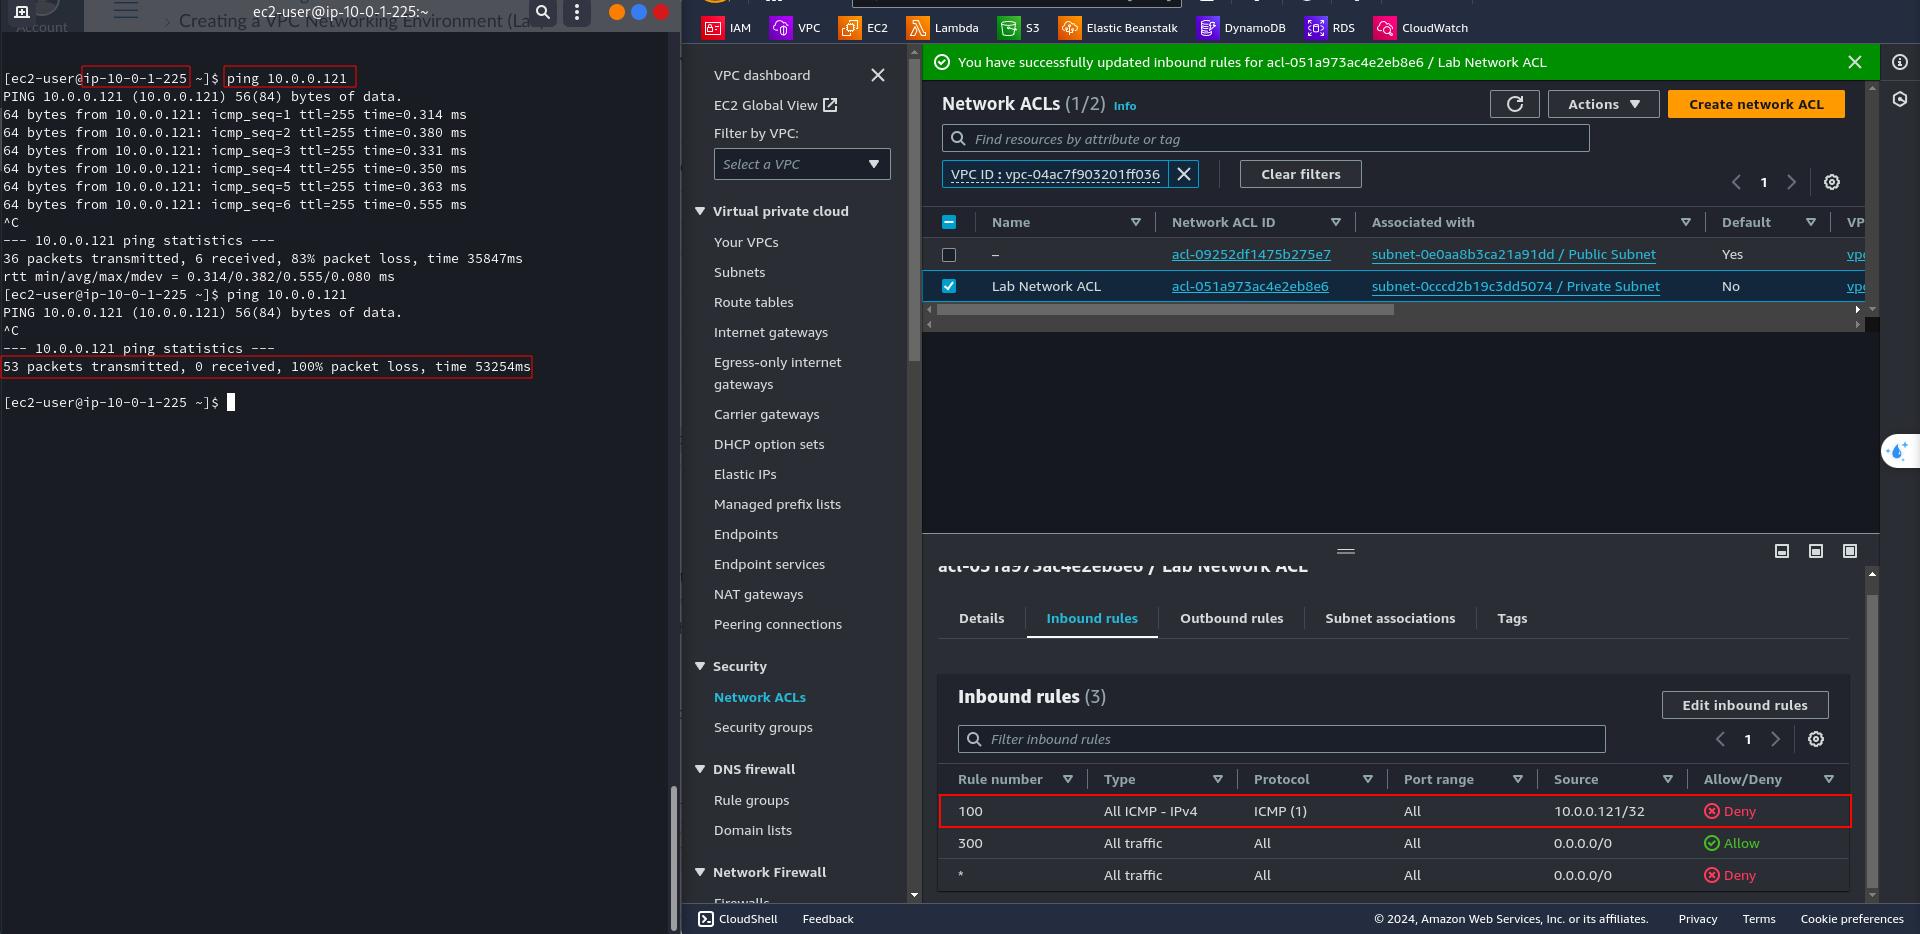 ec2-user@ip-10-0-1-225:~
Creating a VPC Networking Environment (La
Account
[ec2-user@ip-10-0-1-225 ~]$ ping 10.0.0.121
PING 10.0.0.121 (10.0.0.121) 56(84) bytes of data.
64 bytes from 10.0.0.121: icmp_seq=1 ttl=255 time=0.314 ms
64 bytes from 10.0.0.121: icmp_seq=2 ttl=255 time=0.380 ms
64 bytes from 10.0.0.121: icmp_seq=3 ttl=255 time=0.331 ms
64 bytes from 10.0.0.121: icmp_seq=4 ttl=255 time=0.350 ms
64 bytes from 10.0.0.121: icmp_seq=5 ttl=255 time=0.363 ms
64 bytes from 10.0.0.121: icmp_seq=6 ttl=255 time=0.555 ms
^C
--- 10.0.0.121 ping statistics ---
36 packets transmitted, 6 received, 83% packet loss, time 35847ms
rtt min/avg/max/mdev = 0.314/0.382/0.555/0.080 ms
[ec2-user@ip-10-0-1-225 ~]$ ping 10.0.0.121
PING 10.0.0.121 (10.0.0.121) 56(84) bytes of data.
^C
--- 10.0.0.121 ping statistics ---
53 packets transmitted, 0 received, 100% packet loss, time 53254ms
[ec2-user@ip-10-0-1-225 ~]$
IAM VPC EC2 Lambda S3 Elastic Beanstalk DynamoDB RDS CloudWatch
VPC dashboard
EC2 Global View
Filter by VPC:
Select a VPC
Virtual private cloud
Your VPCs
Subnets
Route tables
Internet gateways
Egress-only internet
gateways
Carrier gateways
DHCP option sets
Elastic IPs
Managed prefix lists
Endpoints
Endpoint services
NAT gateways
Peering connections
Security
Network ACLs
Security groups
DNS firewall
Rule groups
Domain lists
Network Firewall
Firewalls
You have successfully updated inbound rules for acl-051a973ac4e2eb8e6 / Lab Network ACL
Network ACLs (1/2) Info
Actions
Create network ACL
Find resources by attribute or tag
VPC ID : vpc-04ac7f903201ff036
Clear filters
1
Name Network ACL ID Associated with Default VP
– acl-09252df1475b275e7 subnet-0e0aa8b3ca21a91dd / Public Subnet Yes vpc
Lab Network ACL acl-051a973ac4e2eb8e6 subnet-0cccd2b19c3dd5074 / Private Subnet No vpc
acl-051a973ac4e2eb8e6 / Lab Network ACL
Details Inbound rules Outbound rules Subnet associations Tags
Inbound rules (3)
Edit inbound rules
Filter inbound rules
1
Rule number Type Protocol Port range Source Allow/Deny
100 All ICMP - IPv4 ICMP (1) All 10.0.0.121/32 Deny
300 All traffic All All 0.0.0.0/0 Allow
* All traffic All All 0.0.0.0/0 Deny
CloudShell Feedback © 2024, Amazon Web Services, Inc. or its affiliates. Privacy Terms Cookie preferences